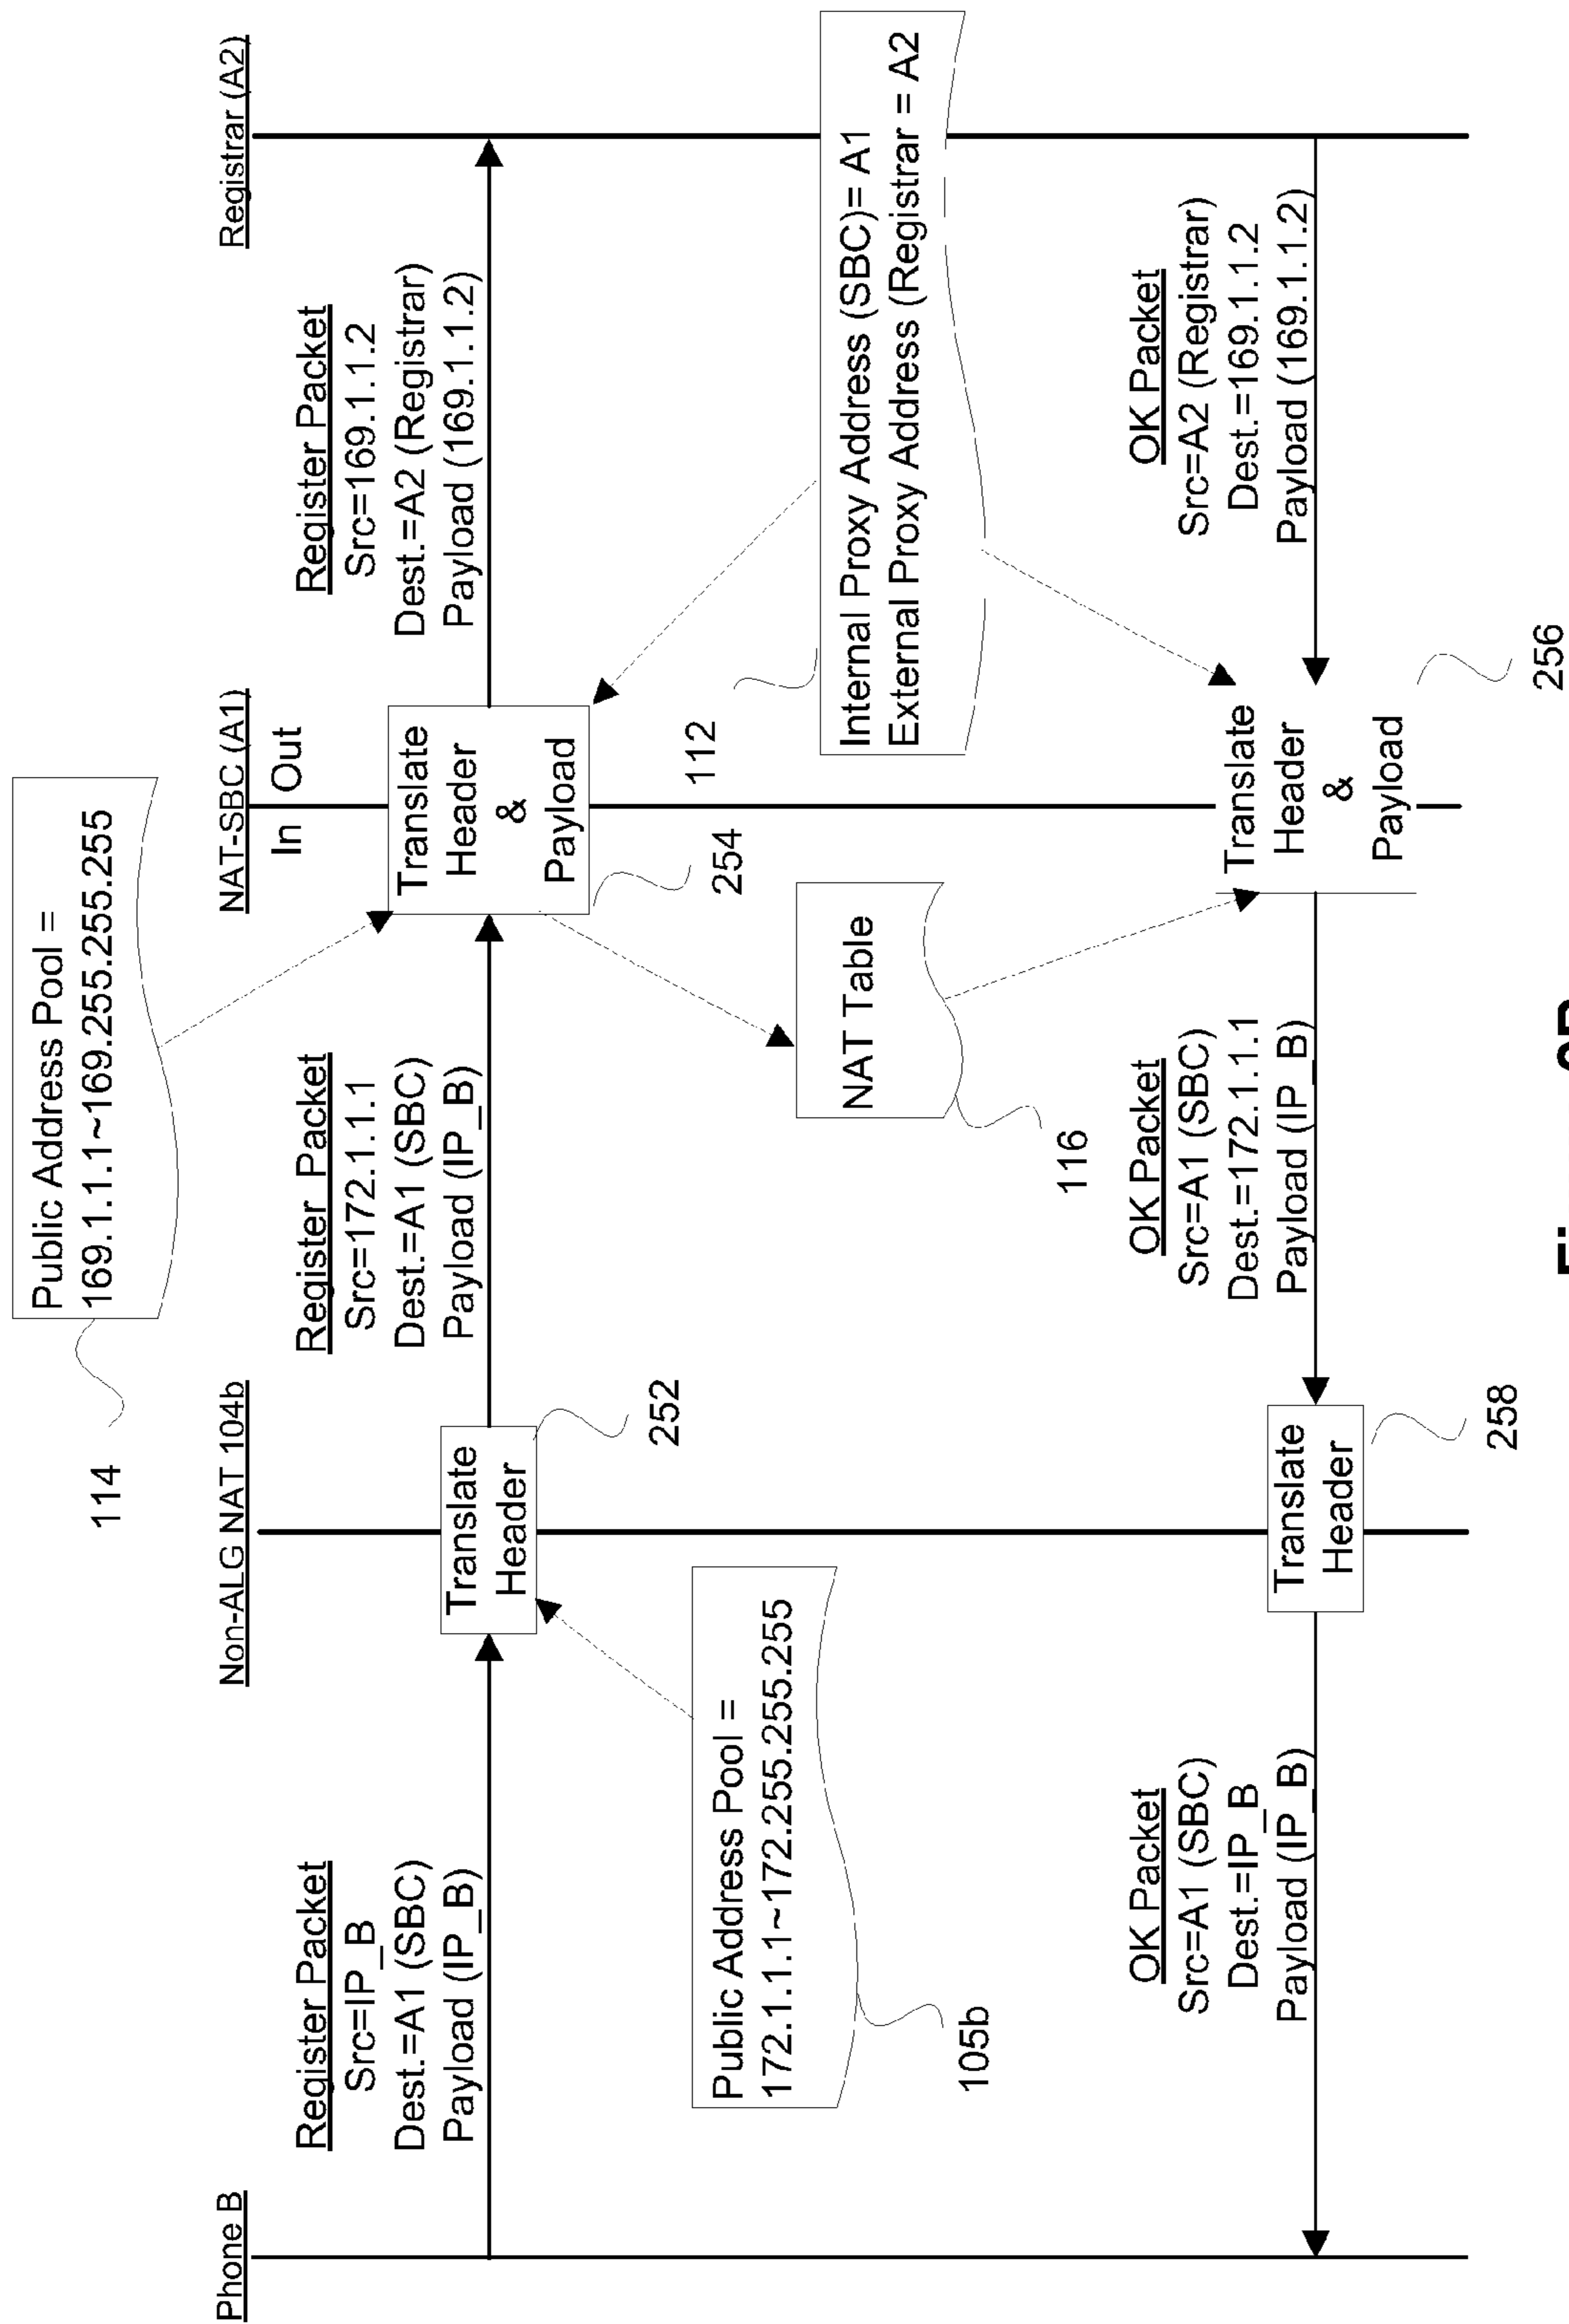 114
Public Address Pool =
169.1.1.1~169.255.255.255
Phone B
Non-ALG NAT 104b
NAT-SBC (A1)
Registrar (A2)
In
Out
Register Packet
Src=IP_B
Dest.=A1 (SBC)
Payload (IP_B)
Translate
Header
252
Register Packet
Src=172.1.1.1
Dest.=A1 (SBC)
Payload (IP_B)
Translate
Header
&
Payload
254
Register Packet
Src=169.1.1.2
Dest.=A2 (Registrar)
Payload (169.1.1.2)
Public Address Pool =
172.1.1.1~172.255.255.255
105b
NAT Table
116
112
Internal Proxy Address (SBC)= A1
External Proxy Address (Registrar = A2
OK Packet
Src=A1 (SBC)
Dest.=IP_B
Payload (IP_B)
Translate
Header
258
OK Packet
Src=A1 (SBC)
Dest.=172.1.1.1
Payload (IP_B)
Translate
Header
&
Payload
256
OK Packet
Src=A2 (Registrar)
Dest.=169.1.1.2
Payload (169.1.1.2)